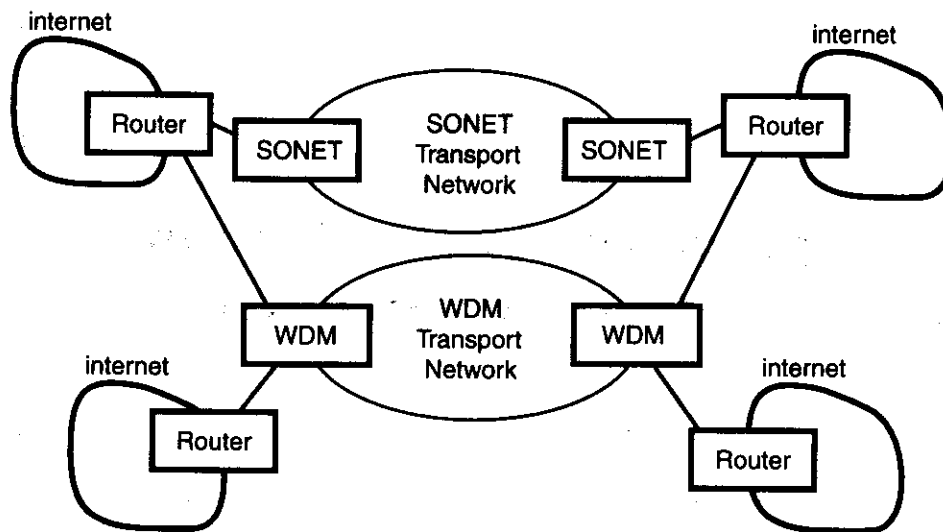 internet
internet
Router
SONET
SONET
Transport
Network
SONET
Router
WDM
WDM
Transport
Network
WDM
internet
internet
Router
Router